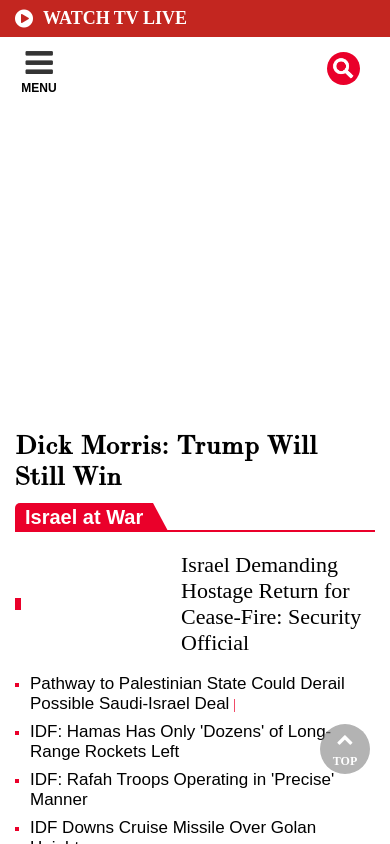 WATCH TV LIVE
MENU
Dick Morris: Trump Will
Still Win
Israel at War
Israel Demanding
Hostage Return for
Cease-Fire: Security
Official
Pathway to Palestinian State Could Derail
Possible Saudi-Israel Deal |
IDF: Hamas Has Only 'Dozens' of Long-
Range Rockets Left
TOP
IDF: Rafah Troops Operating in 'Precise'
Manner
IDF Downs Cruise Missile Over Golan